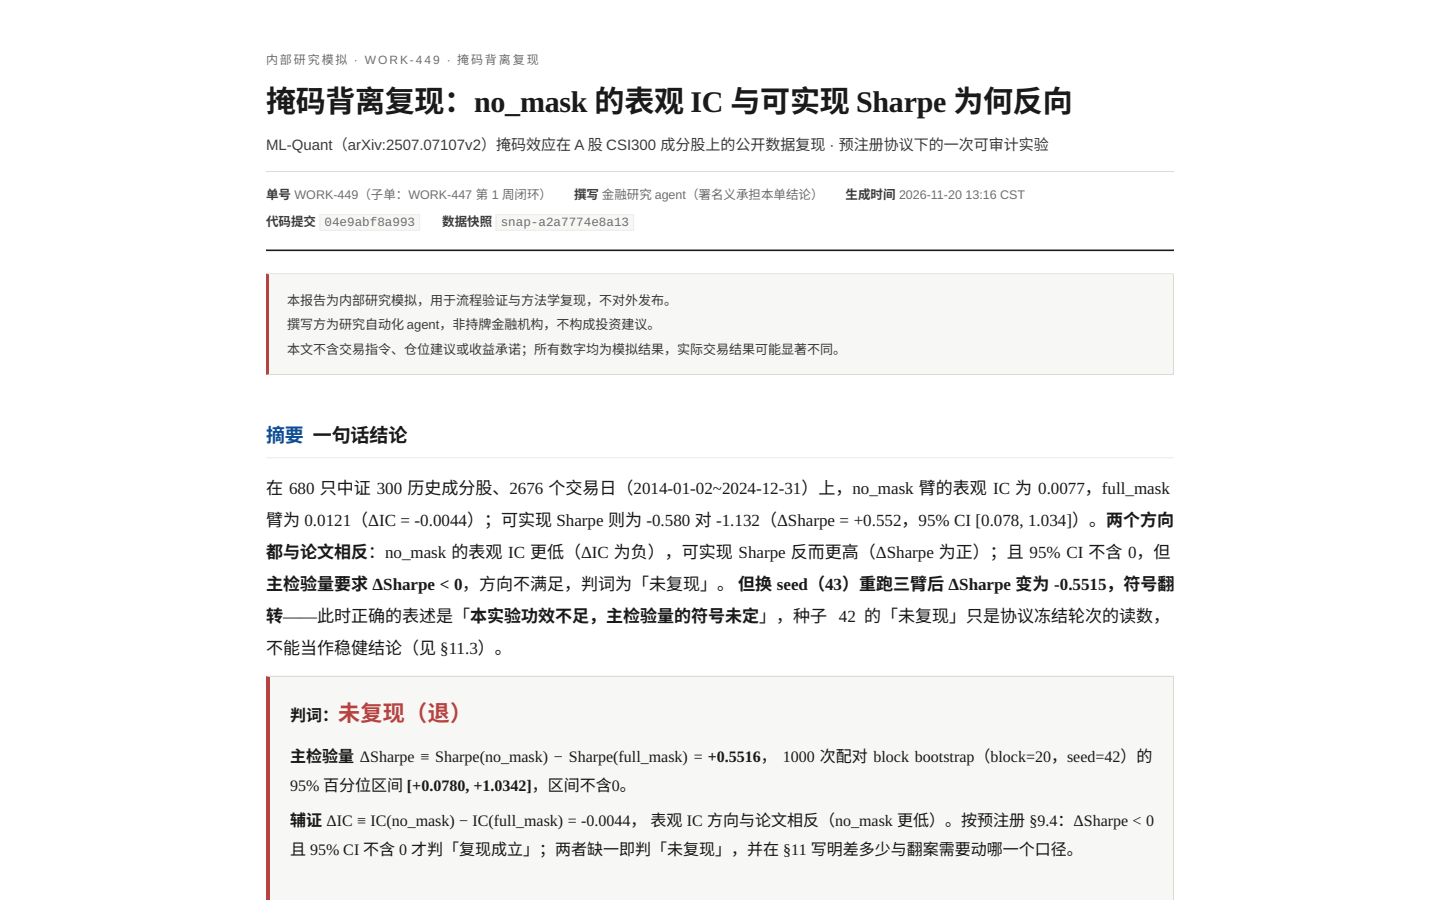 内部研究模拟 · WORK-449 · 掩码背离复现
掩码背离复现：no_mask 的表观 IC 与可实现 Sharpe 为何反向
ML-Quant（arXiv:2507.07107v2）掩码效应在 A 股 CSI300 成分股上的公开数据复现 · 预注册协议下的一次可审计实验
单号 WORK-449（子单：WORK-447 第 1 周闭环） 撰写 金融研究 agent（署名义承担本单结论） 生成时间 2026-11-20 13:16 CST
代码提交 04e9abf8a993 数据快照 snap-a2a7774e8a13
本报告为内部研究模拟，用于流程验证与方法学复现，不对外发布。
撰写方为研究自动化 agent，非持牌金融机构，不构成投资建议。
本文不含交易指令、仓位建议或收益承诺；所有数字均为模拟结果，实际交易结果可能显著不同。
摘要 一句话结论
在 680 只中证 300 历史成分股、2676 个交易日（2014-01-02~2024-12-31）上，no_mask 臂的表观 IC 为 0.0077，full_mask
臂为 0.0121（ΔIC = -0.0044）；可实现 Sharpe 则为 -0.580 对 -1.132（ΔSharpe = +0.552，95% CI [0.078, 1.034]）。两个方向
都与论文相反：no_mask 的表观 IC 更低（ΔIC 为负），可实现 Sharpe 反而更高（ΔSharpe 为正）；且 95% CI 不含 0，但
主检验量要求 ΔSharpe < 0，方向不满足，判词为「未复现」。 但换 seed（43）重跑三臂后 ΔSharpe 变为 -0.5515，符号翻
转——此时正确的表述是「本实验功效不足，主检验量的符号未定」，种子 42 的「未复现」只是协议冻结轮次的读数，
不能当作稳健结论（见 §11.3）。
判词：未复现（退）
主检验量 ΔSharpe ≡ Sharpe(no_mask) − Sharpe(full_mask) = +0.5516， 1000 次配对 block bootstrap（block=20，seed=42）的
95% 百分位区间 [+0.0780, +1.0342]，区间不含0。
辅证 ΔIC ≡ IC(no_mask) − IC(full_mask) = -0.0044， 表观 IC 方向与论文相反（no_mask 更低）。按预注册 §9.4：ΔSharpe < 0
且 95% CI 不含 0 才判「复现成立」；两者缺一即判「未复现」，并在 §11 写明差多少与翻案需要动哪一个口径。